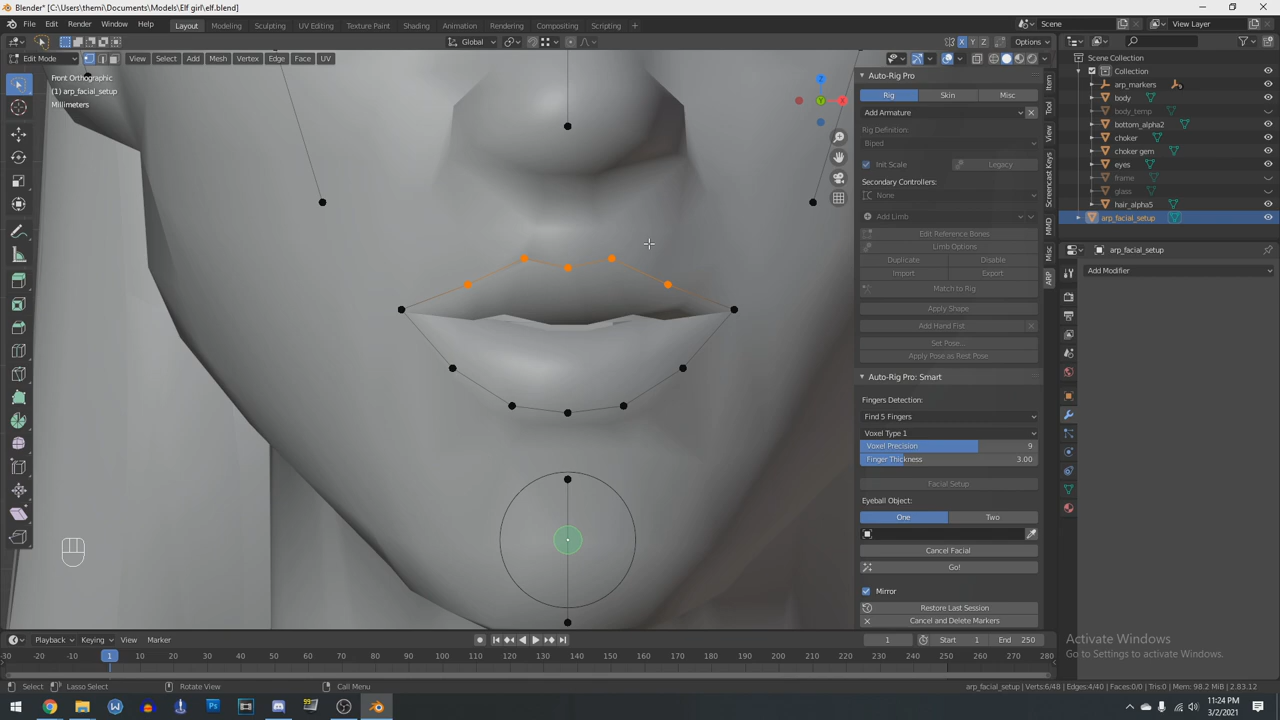 Blender* [C:\Users\themi\Documents\Models\Elf girl\elf.blend]
File Edit Render Window Help Layout Modeling Sculpting UV Editing Texture Paint Shading Animation Rendering Compositing Scripting Scene View Layer
Global X Y Z Options
Edit Mode View Select Add Mesh Vertex Edge Face UV
Front Orthographic
(1) arp_facial_setup
Millimeters
Z
Y
X
Item
Tool
View
Screencast Keys
MMD
Misc
ARP
Auto-Rig Pro
Rig Skin Misc
Add Armature
Rig Definition:
Biped
Init Scale Legacy
Secondary Controllers:
None
Add Limb
Edit Reference Bones
Limb Options
Duplicate Disable
Import Export
Match to Rig
Apply Shape
Add Hand Fist
Set Pose...
Apply Pose as Rest Pose
Auto-Rig Pro: Smart
Fingers Detection:
Find 5 Fingers
Voxel Type 1
Voxel Precision 9
Finger Thickness 3.00
Facial Setup
Eyeball Object:
One Two
Cancel Facial
Go!
Mirror
Restore Last Session
Cancel and Delete Markers
Scene Collection
Collection
arp_markers
body
body_temp
bottom_alpha2
choker
choker gem
eyes
frame
glass
hair_alpha5
arp_facial_setup
arp_facial_setup
Add Modifier
Activate Windows
Go to Settings to activate Windows.
Playback Keying View Marker 1 Start 1 End 250
-30 -20 -10 1 10 20 30 40 50 60 70 80 90 100 110 120 130 140 150 160 170 180 190 200 210 220 230 240 250 260 270 280
Select Lasso Select Rotate View Call Menu arp_facial_setup | Verts:6/48 | Edges:4/40 | Faces:0/0 | Tris:0 | Mem: 98.2 MiB | 2.83.12
11:24 PM
3/2/2021